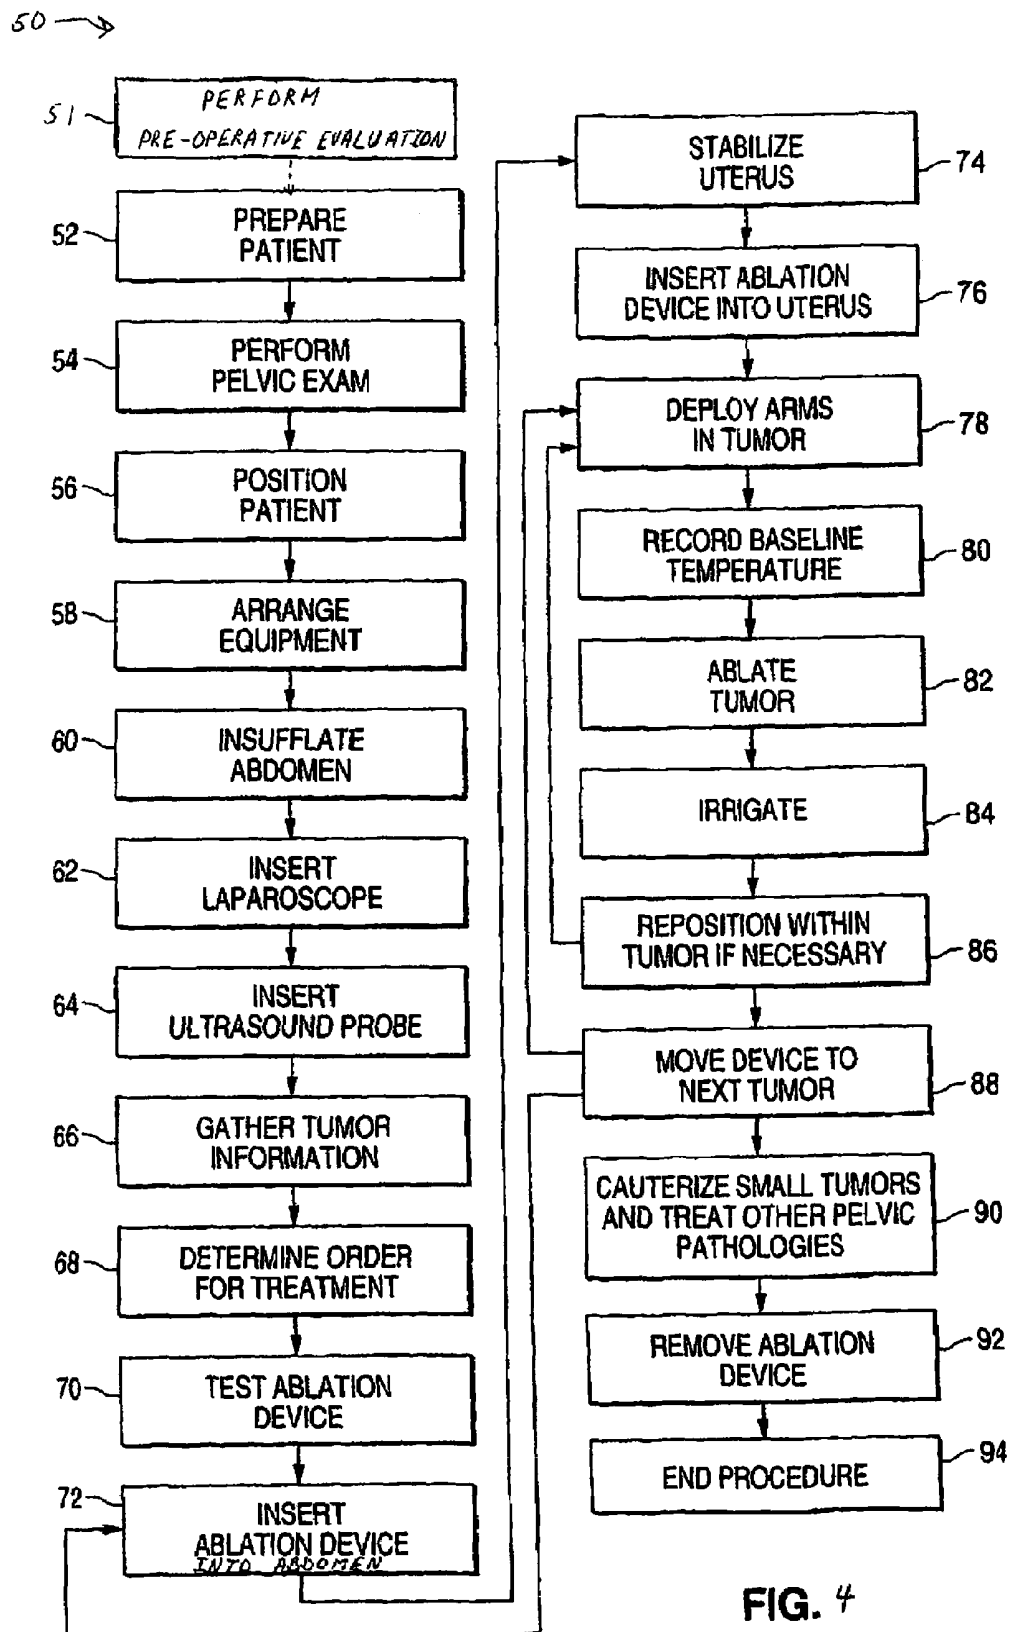 50
51
PERFORM
PRE-OPERATIVE EVALUATION
52
PREPARE
PATIENT
54
PERFORM
PELVIC EXAM
56
POSITION
PATIENT
58
ARRANGE
EQUIPMENT
60
INSUFFLATE
ABDOMEN
62
INSERT
LAPAROSCOPE
64
INSERT
ULTRASOUND PROBE
66
GATHER TUMOR
INFORMATION
68
DETERMINE ORDER
FOR TREATMENT
70
TEST ABLATION
DEVICE
72
INSERT
ABLATION DEVICE
INTO ABDOMEN
STABILIZE
UTERUS
74
INSERT ABLATION
DEVICE INTO UTERUS
76
DEPLOY ARMS
IN TUMOR
78
RECORD BASELINE
TEMPERATURE
80
ABLATE
TUMOR
82
IRRIGATE
84
REPOSITION WITHIN
TUMOR IF NECESSARY
86
MOVE DEVICE TO
NEXT TUMOR
88
CAUTERIZE SMALL TUMORS
AND TREAT OTHER PELVIC
PATHOLOGIES
90
REMOVE ABLATION
DEVICE
92
END PROCEDURE
94
FIG. 4